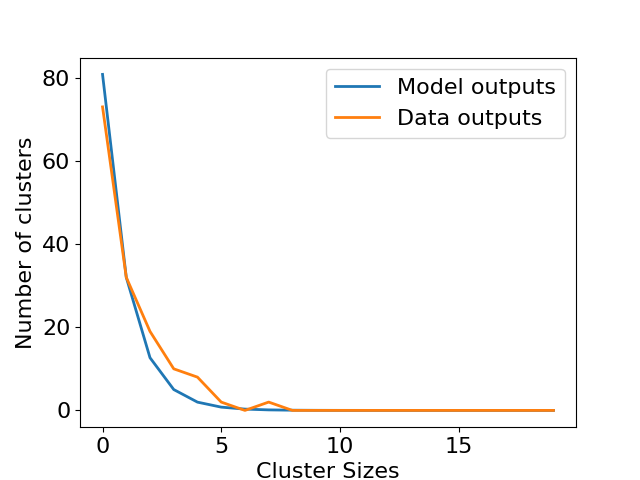 Model outputs
Data outputs
80
60
40
20
0
Number of clusters
0 5 10 15
Cluster Sizes